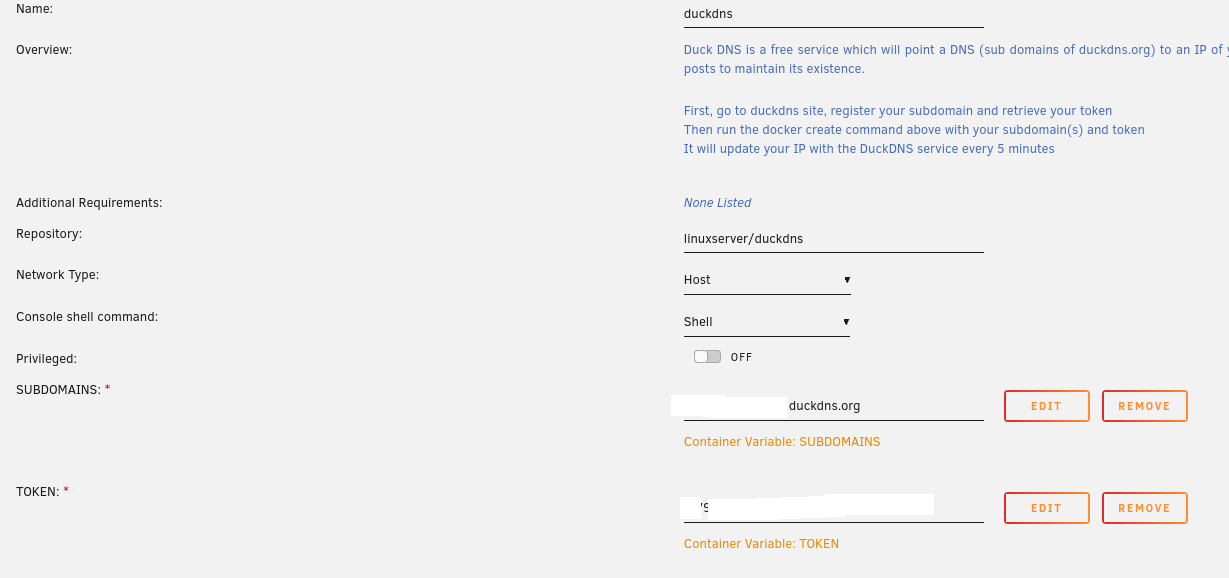 Name:
duckdns
Overview:
Duck DNS is a free service which will point a DNS (sub domains of duckdns.org) to an IP of
posts to maintain its existence.
First, go to duckdns site, register your subdomain and retrieve your token
Then run the docker create command above with your subdomain(s) and token
It will update your IP with the DuckDNS service every 5 minutes
Additional Requirements:
None Listed
Repository:
linuxserver/duckdns
Network Type:
Host
Console shell command:
Shell
Privileged:
OFF
SUBDOMAINS: *
duckdns.org
EDIT
REMOVE
Container Variable: SUBDOMAINS
TOKEN: *
EDIT
REMOVE
Container Variable: TOKEN